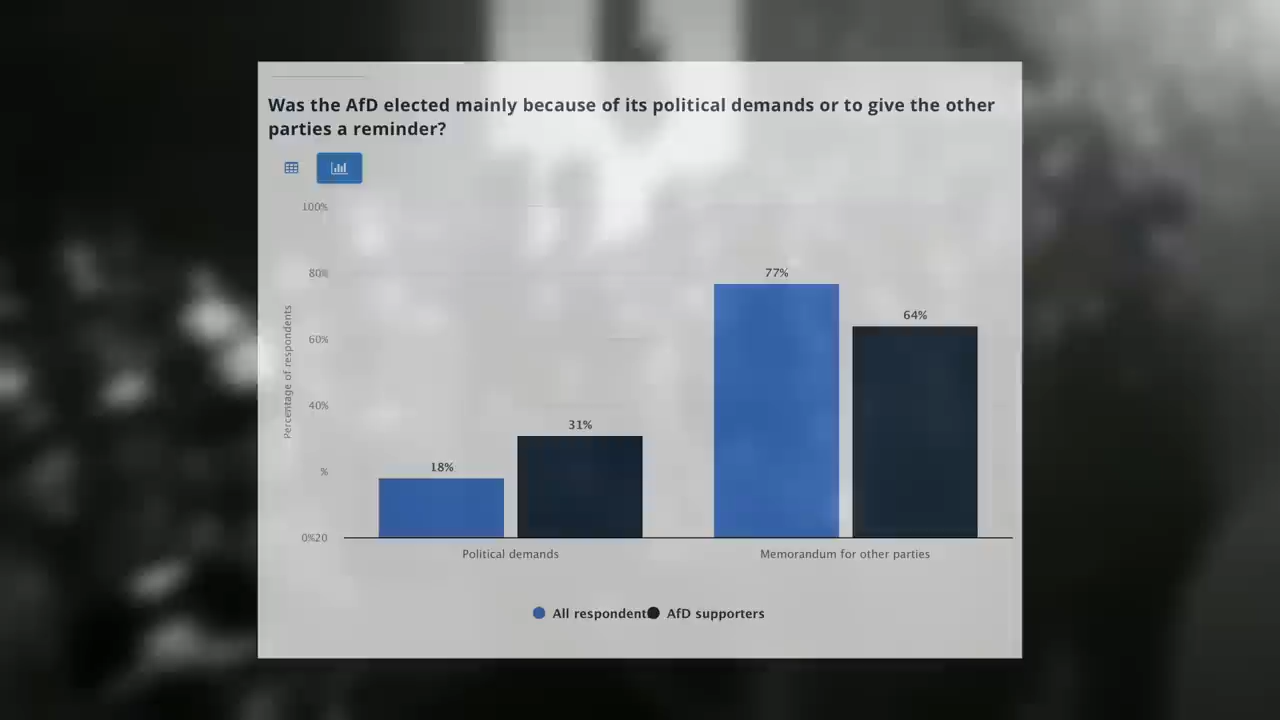 Was the AfD elected mainly because of its political demands or to give the other
parties a reminder?
100%
80%
60%
40%
%
0%20
Percentage of respondents
18%
31%
77%
64%
Political demands
Memorandum for other parties
All respondent
AfD supporters